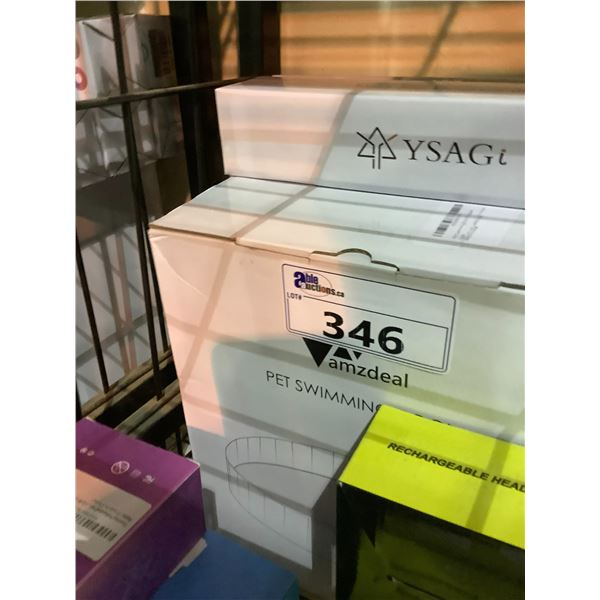 YSAGi
able
auctions.ca
LOT#
346
amzdeal
PET SWIMMING
RECHARGEABLE HEAD